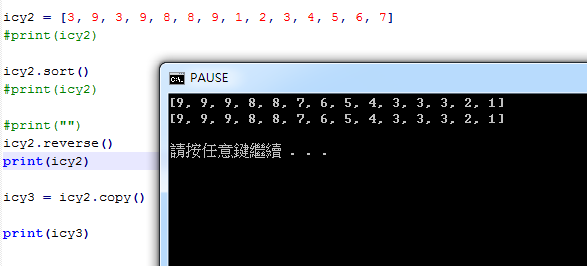 icy2 = [3, 9, 3, 9, 8, 8, 9, 1, 2, 3, 4, 5, 6, 7]
#print(icy2)
icy2.sort()
#print(icy2)
#print("")
icy2.reverse()
print(icy2)
icy3 = icy2.copy()
print(icy3)
PAUSE
[9, 9, 9, 8, 8, 7, 6, 5, 4, 3, 3, 3, 2, 1]
[9, 9, 9, 8, 8, 7, 6, 5, 4, 3, 3, 3, 2, 1]
請按任意鍵繼續 . . .